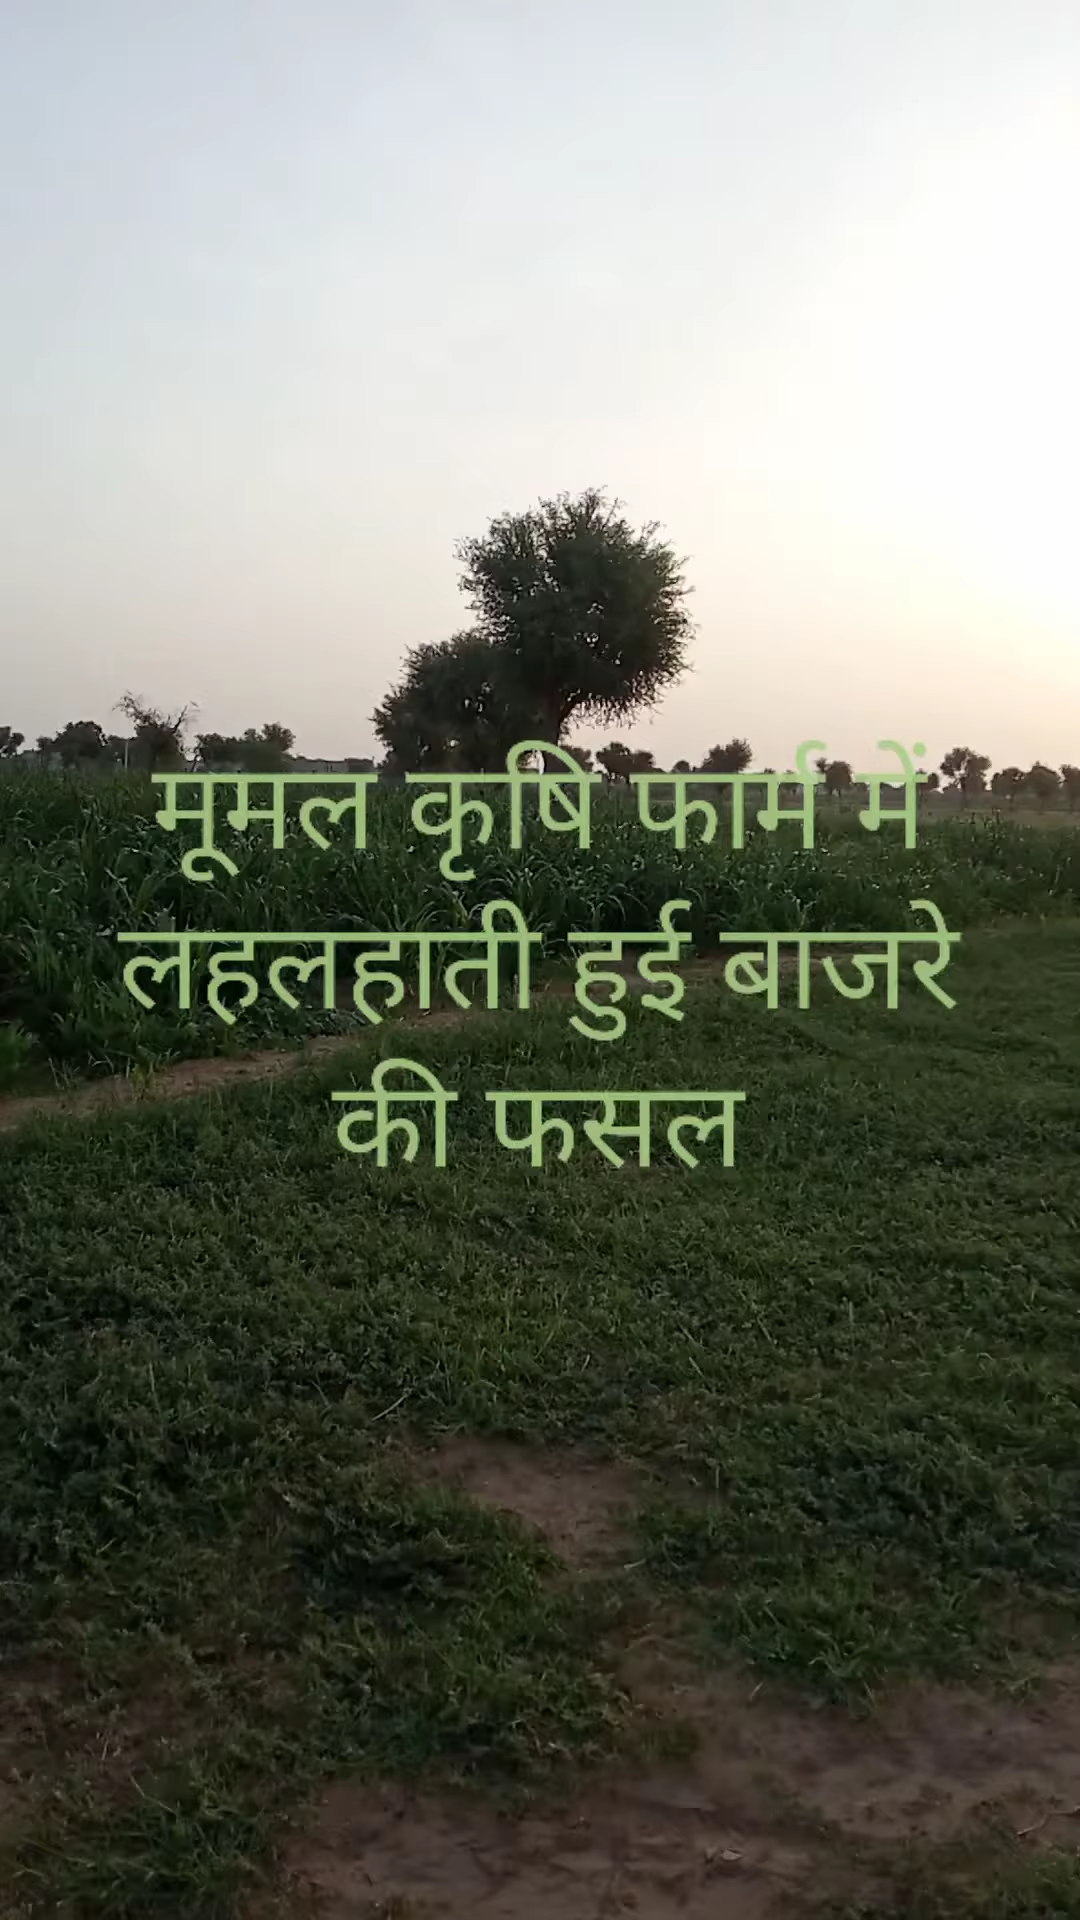 मूमल कृषि फार्म में
लहलहाती हुई बाजरे
की फसल